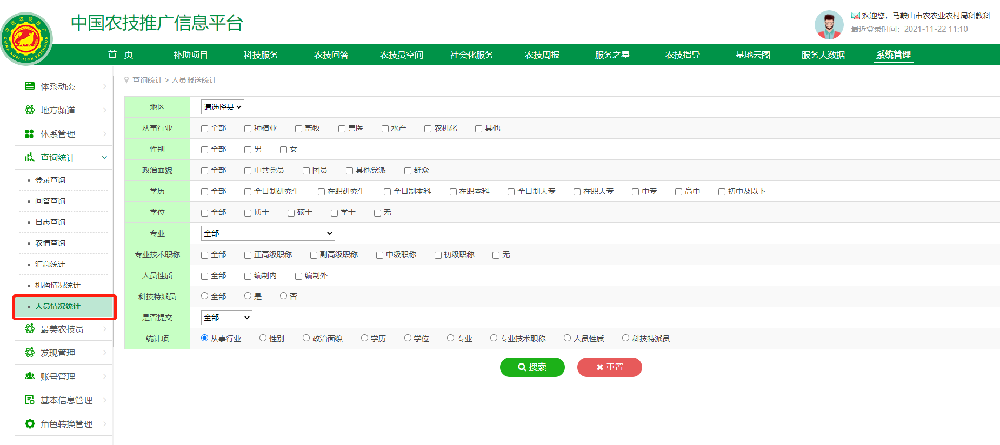 中国农技推广信息平台
中国农技推广
CHINA AGRI-TECH EXTENSION
欢迎您，马鞍山市农农业农村局科教科
最近登录时间：2021-11-22 11:10
首 页 补助项目 科技服务 农技问答 农技员空间 社会化服务 农技周报 服务之星 农技指导 基地云图 服务大数据 系统管理
体系动态
地方频道
体系管理
查询统计
登录查询
问答查询
日志查询
农情查询
汇总统计
机构情况统计
人员情况统计
最美农技员
发现管理
账号管理
基本信息管理
角色转换管理
查询统计 > 人员报送统计
地区 请选择县
从事行业 全部 种植业 畜牧 兽医 水产 农机化 其他
性别 全部 男 女
政治面貌 全部 中共党员 团员 其他党派 群众
学历 全部 全日制研究生 在职研究生 全日制本科 在职本科 全日制大专 在职大专 中专 高中 初中及以下
学位 全部 博士 硕士 学士 无
专业 全部
专业技术职称 全部 正高级职称 副高级职称 中级职称 初级职称 无
人员性质 全部 编制内 编制外
科技特派员 全部 是 否
是否提交 全部
统计项 从事行业 性别 政治面貌 学历 学位 专业 专业技术职称 人员性质 科技特派员
搜索 重置